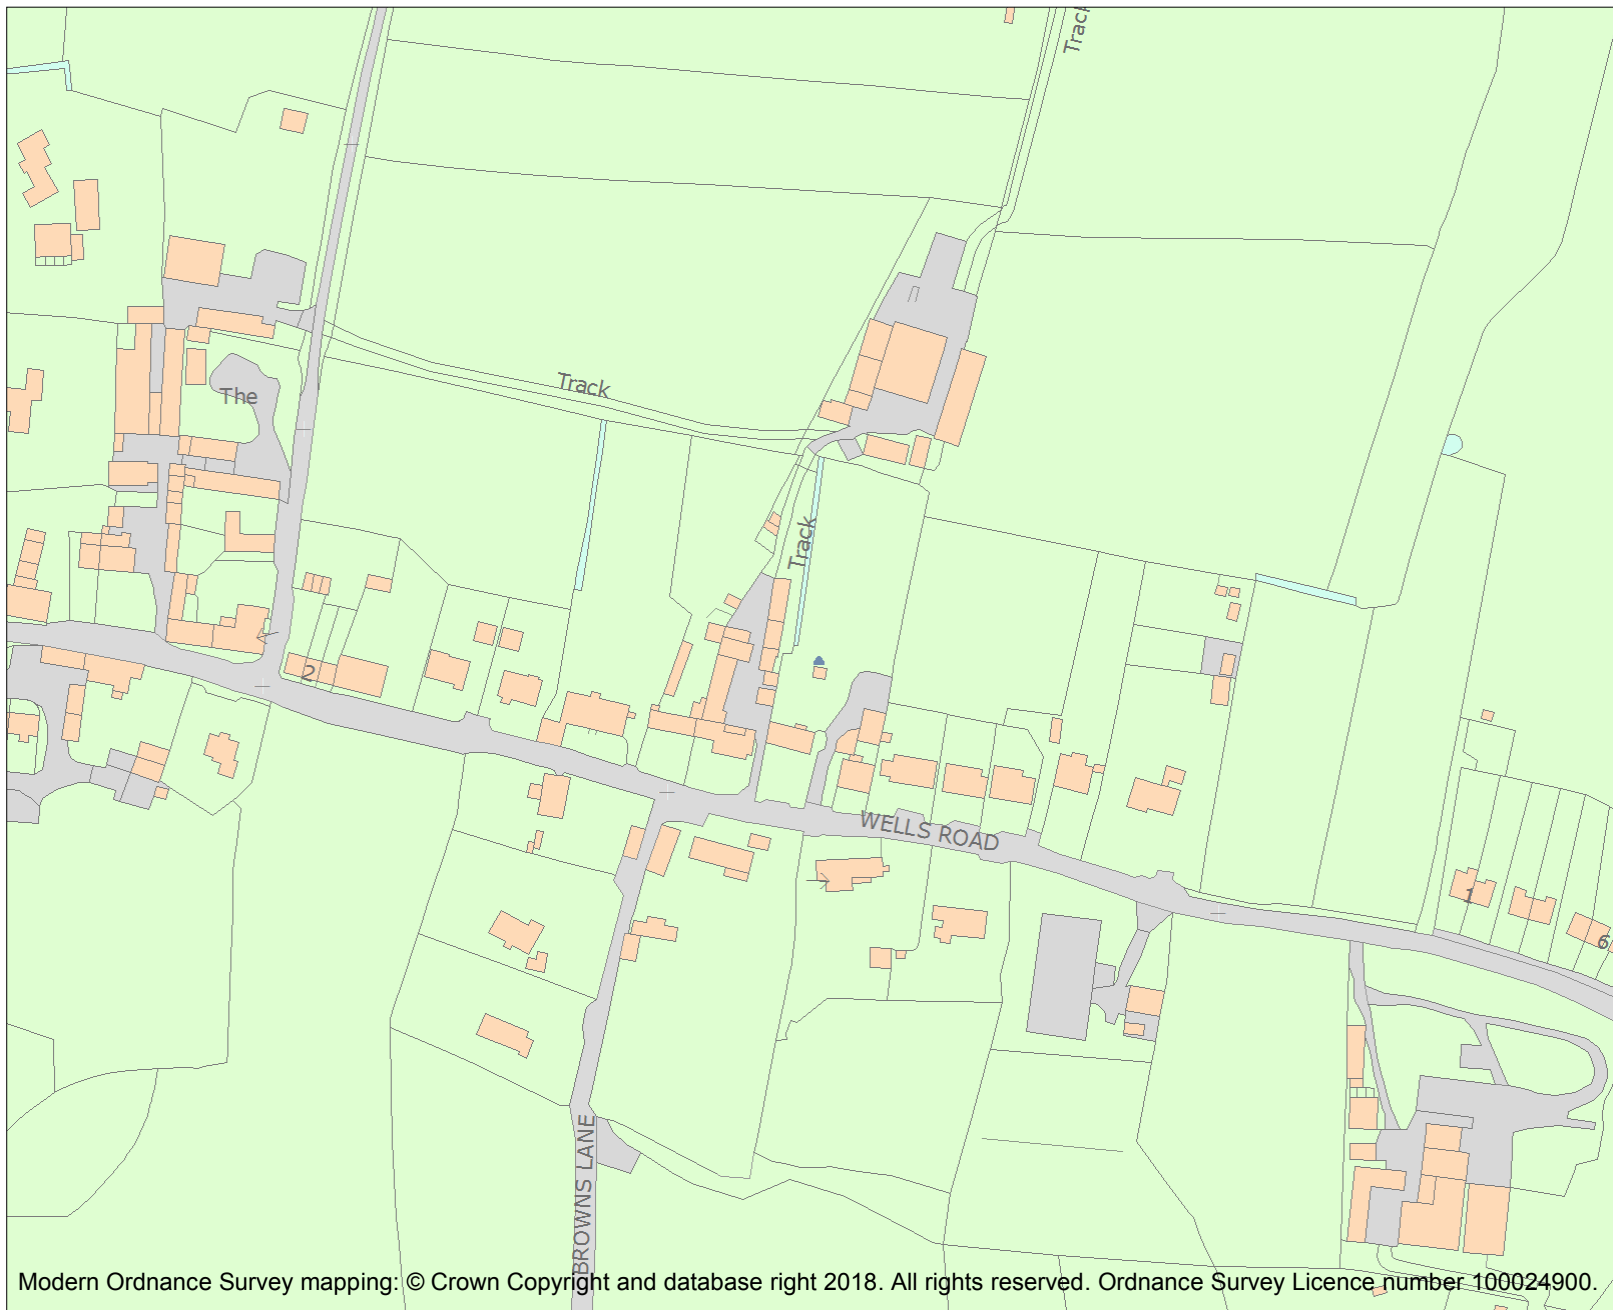 Track
Track
The
Track
2
WELLS ROAD
1
6
BROWNS LANE
Modern Ordnance Survey mapping: © Crown Copyright and database right 2018. All rights reserved. Ordnance Survey Licence number 100024900.